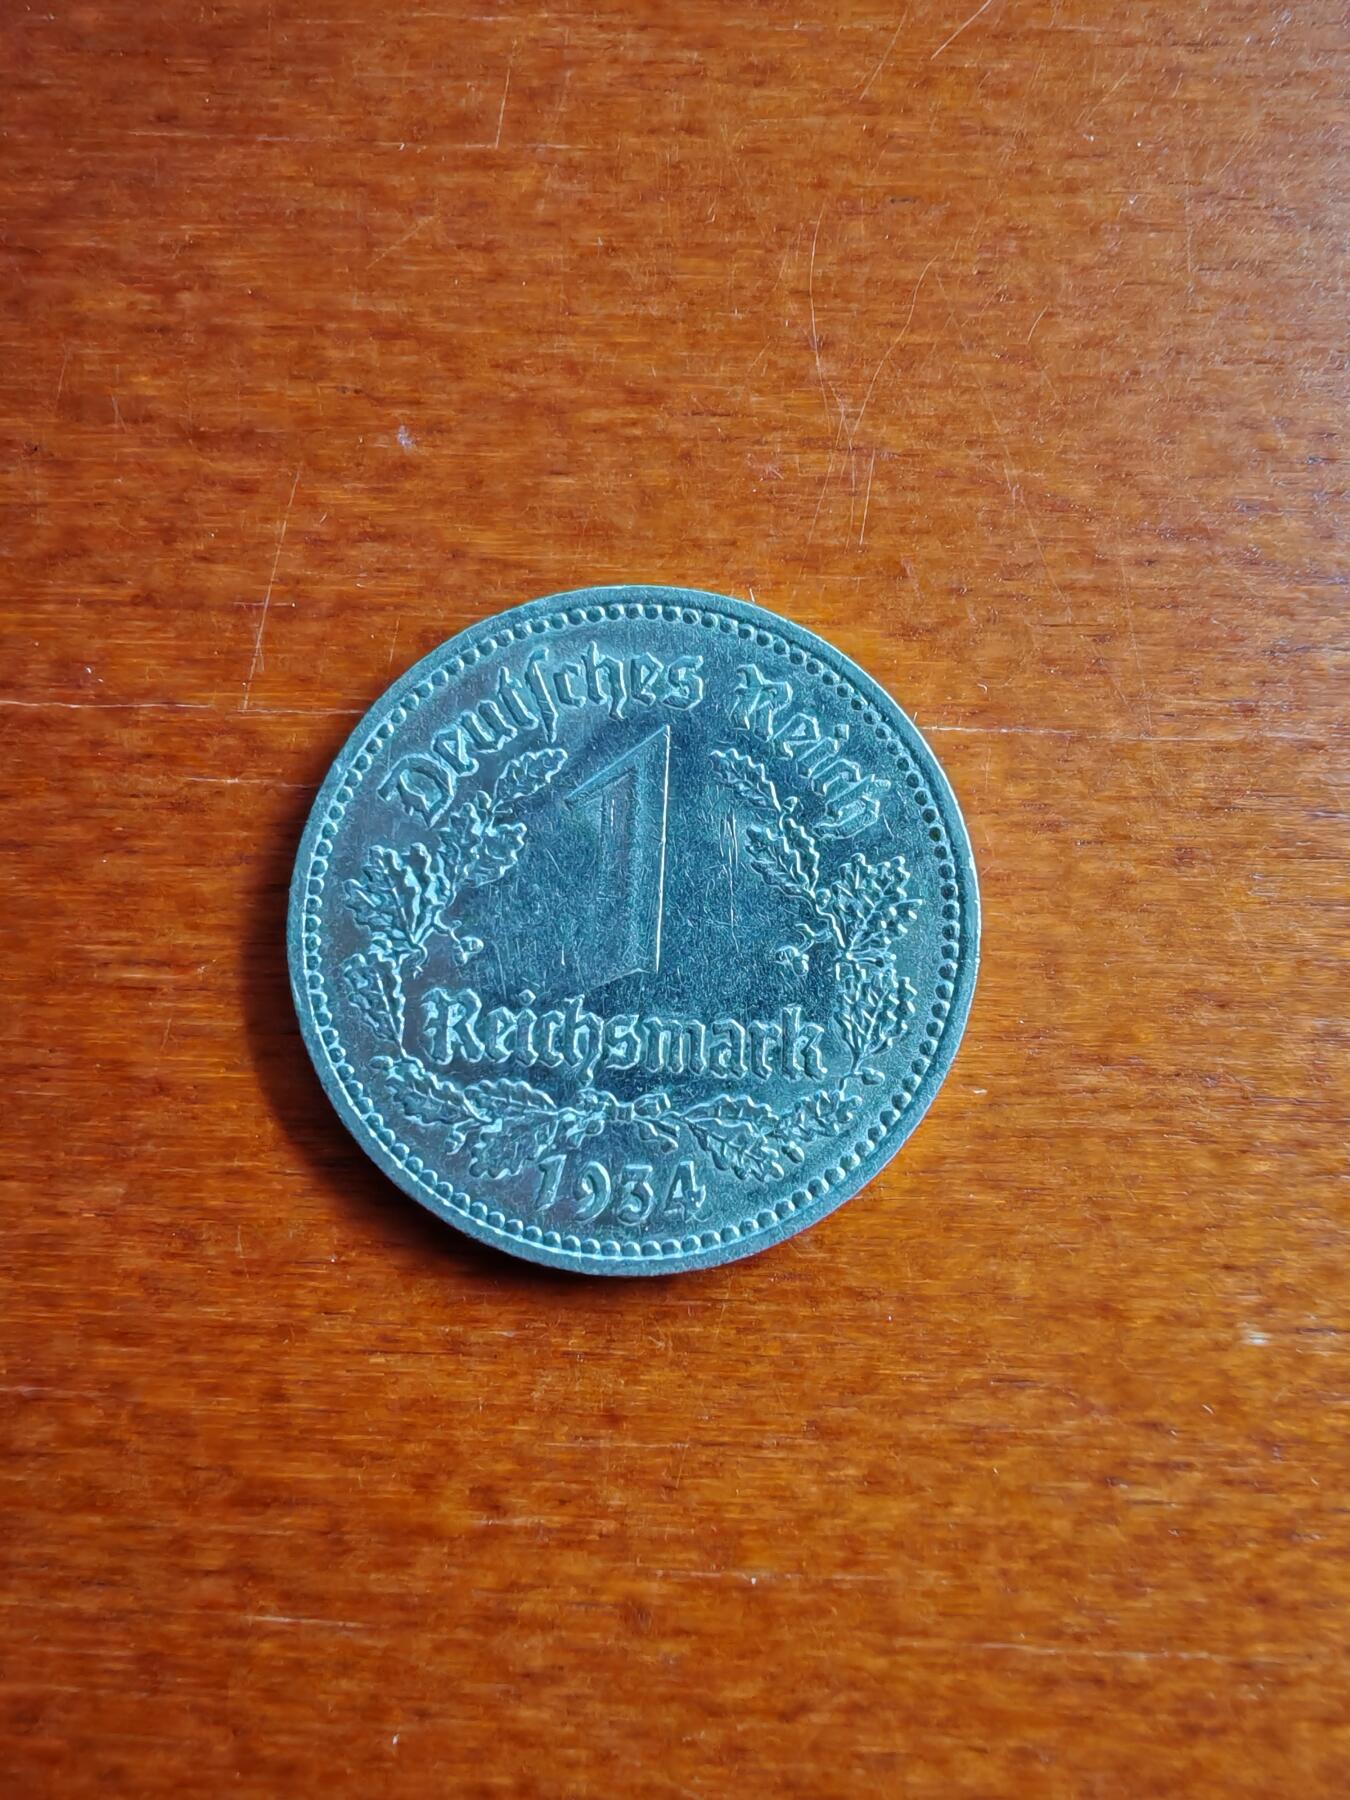 Deutſches Reich
1
Reichsmark
1934